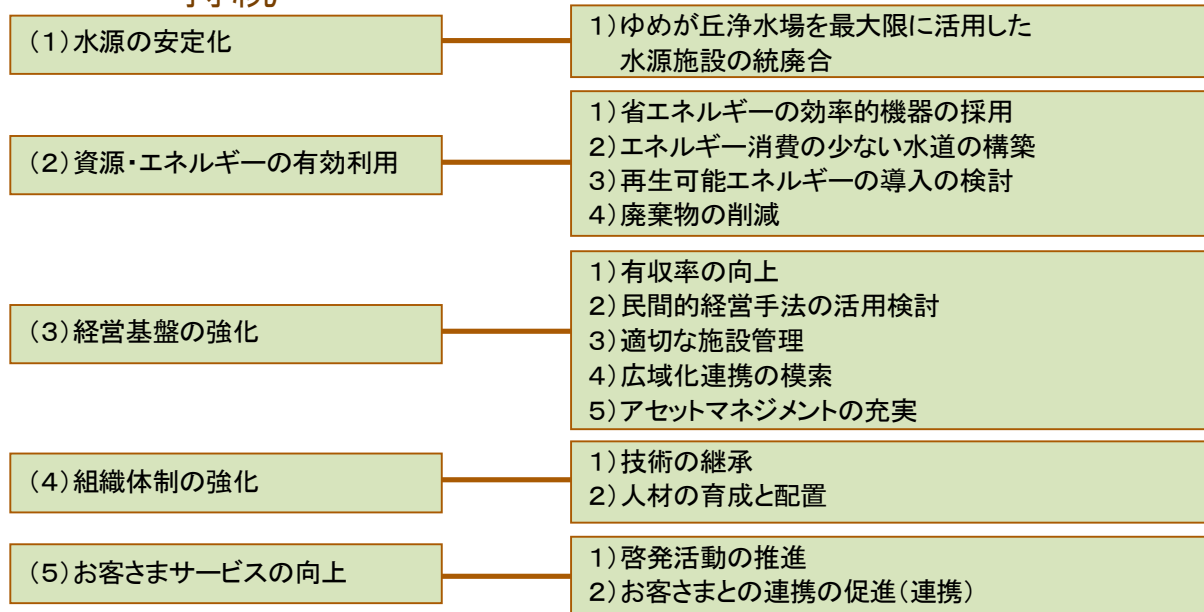 (1)水源の安定化
1)ゆめが丘浄水場を最大限に活用した
水源施設の統廃合
(2)資源・エネルギーの有効利用
1)省エネルギーの効率的機器の採用
2)エネルギー消費の少ない水道の構築
3)再生可能エネルギーの導入の検討
4)廃棄物の削減
(3)経営基盤の強化
1)有収率の向上
2)民間的経営手法の活用検討
3)適切な施設管理
4)広域化連携の模索
5)アセットマネジメントの充実
(4)組織体制の強化
1)技術の継承
2)人材の育成と配置
(5)お客さまサービスの向上
1)啓発活動の推進
2)お客さまとの連携の促進(連携)